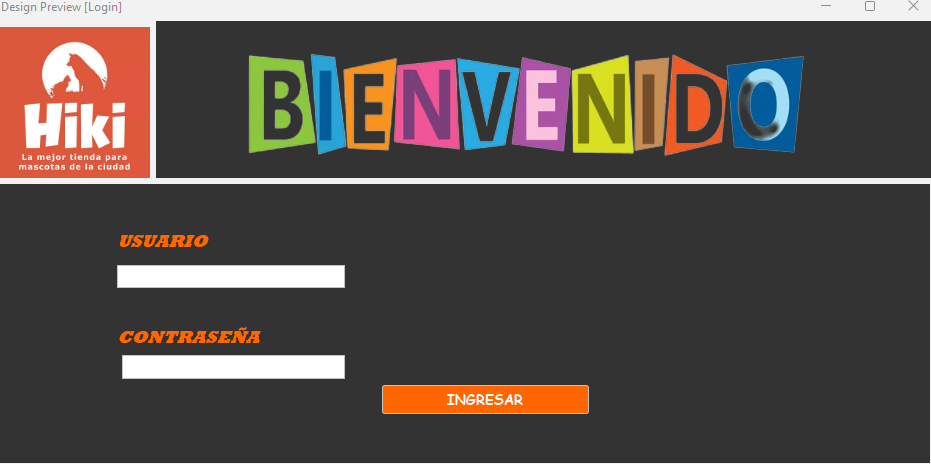 Design Preview [Login]
Hiki
La mejor tienda para
mascotas de la ciudad
BIENVENIDO
USUARIO
CONTRASEÑA
INGRESAR